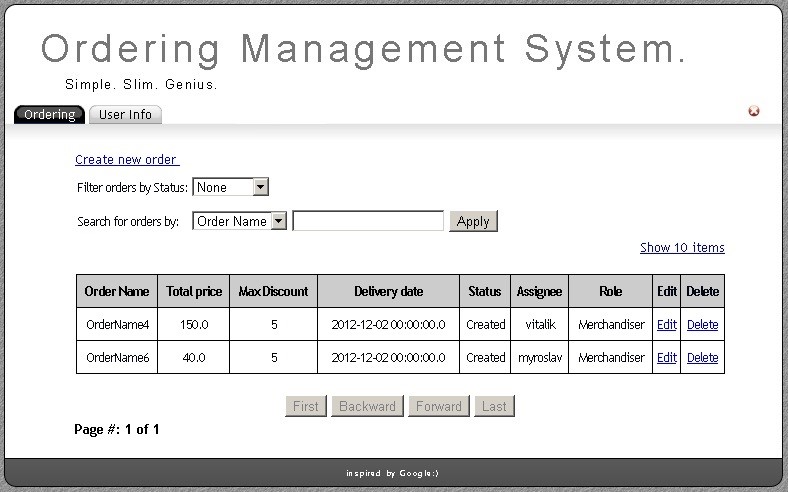 Ordering Management System.
Simple. Slim. Genius.
Ordering User Info
Create new order
Filter orders by Status: None
Search for orders by: Order Name Apply
Show 10 items
Order Name Total price Max Discount Delivery date Status Assignee Role Edit Delete
OrderName4 150.0 5 2012-12-02 00:00:00.0 Created vitalik Merchandiser Edit Delete
OrderName6 40.0 5 2012-12-02 00:00:00.0 Created myroslav Merchandiser Edit Delete
First Backward Forward Last
Page #: 1 of 1
inspired by Google:)